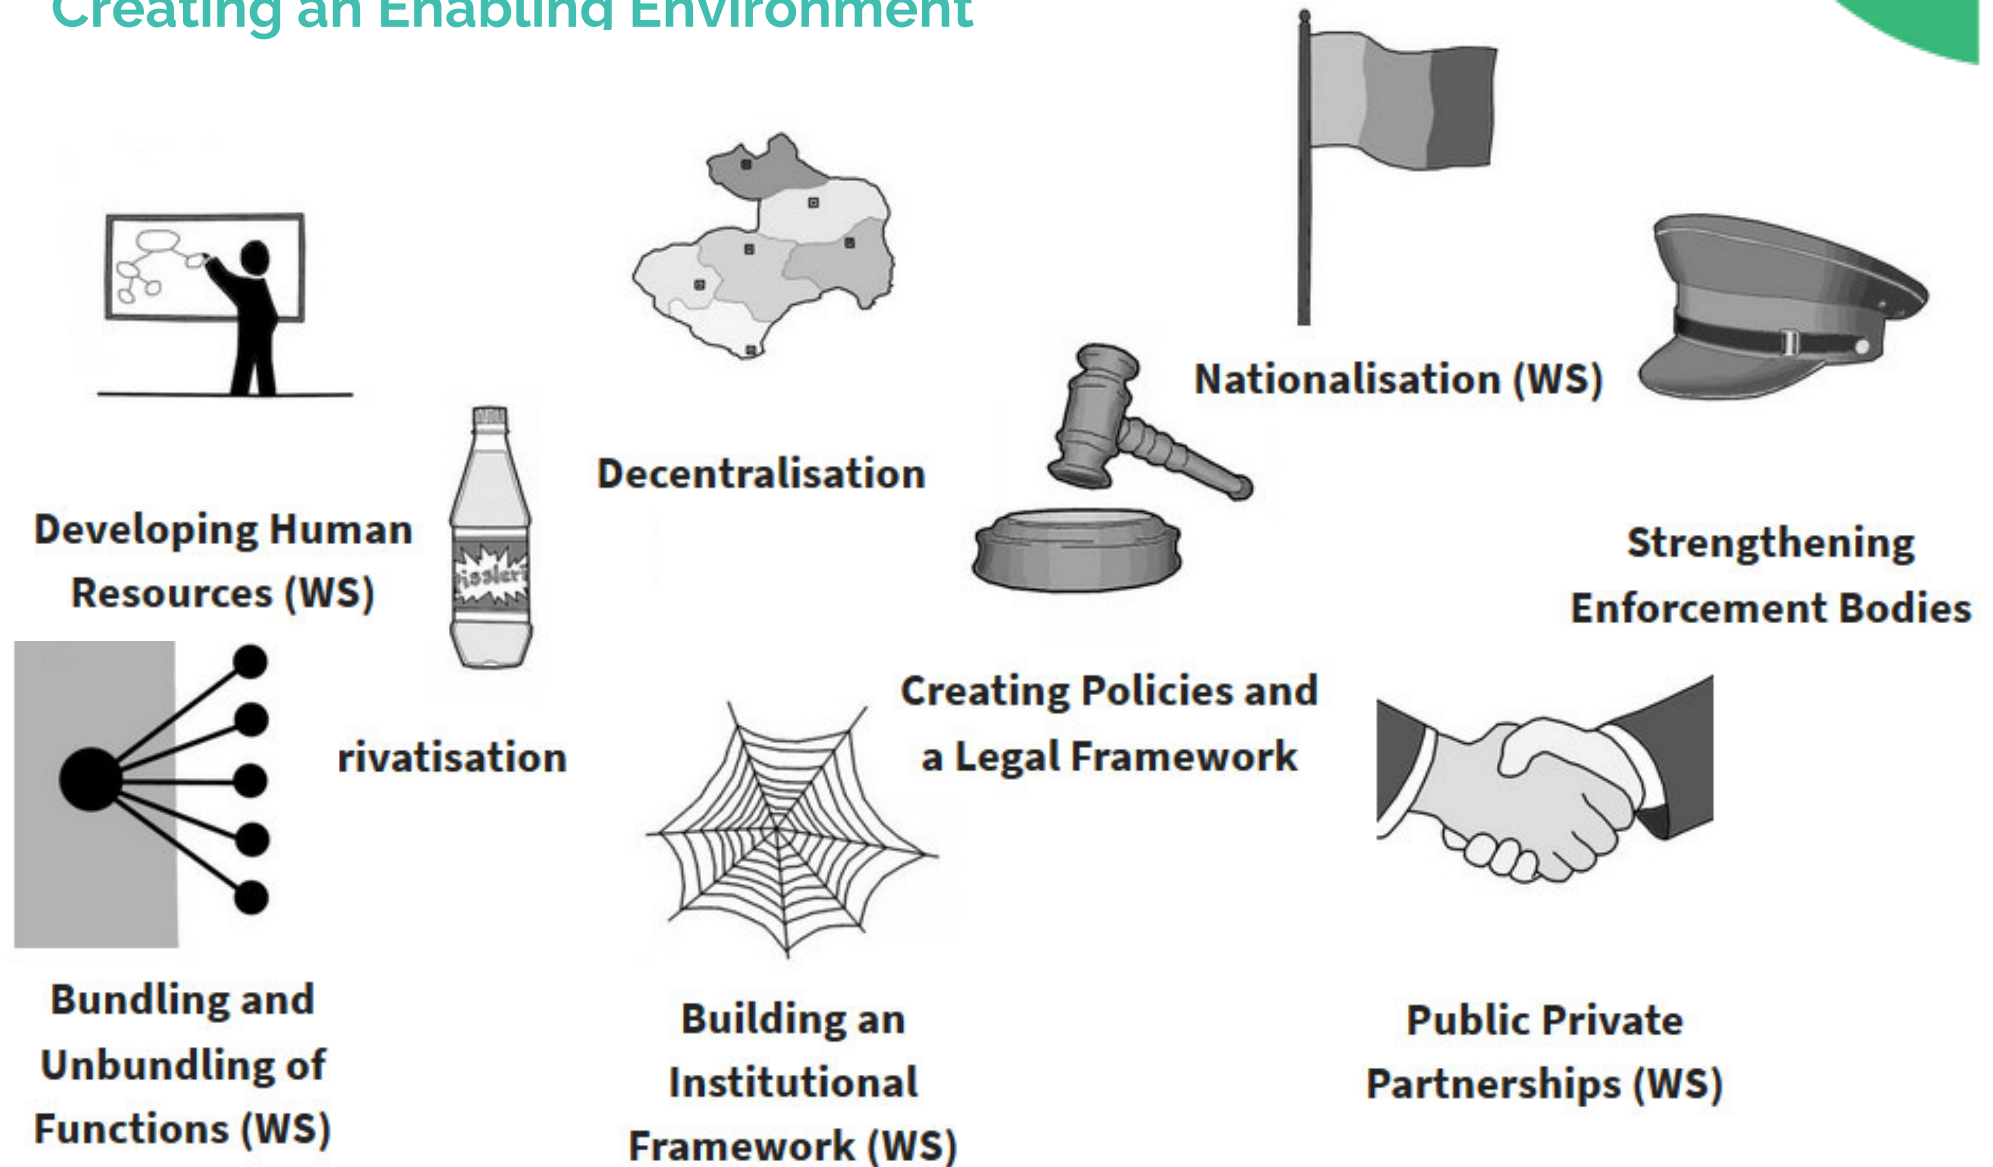 Creating an Enabling Environment
Nationalisation (WS)
Decentralisation
Developing Human
Resources (WS)
Strengthening
Enforcement Bodies
issleri
rivatisation
Creating Policies and
a Legal Framework
Bundling and
Unbundling of
Functions (WS)
Building an
Institutional
Framework (WS)
Public Private
Partnerships (WS)